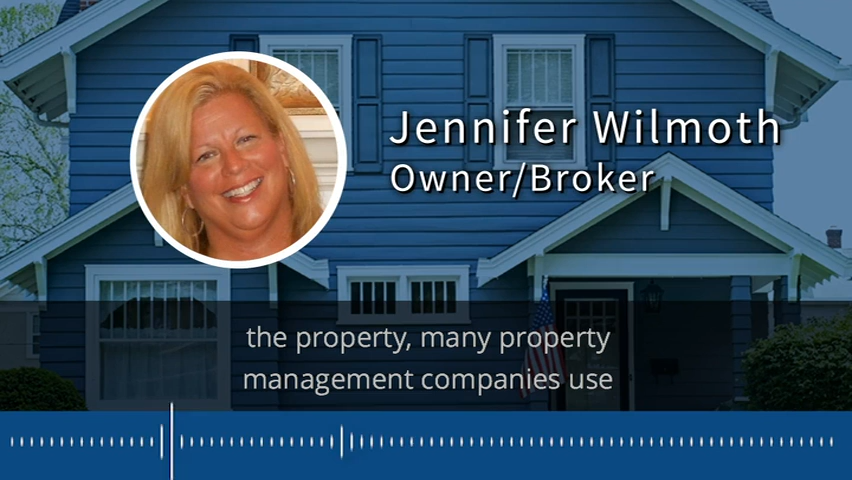 Jennifer Wilmoth
Owner/Broker
the property, many property
management companies use